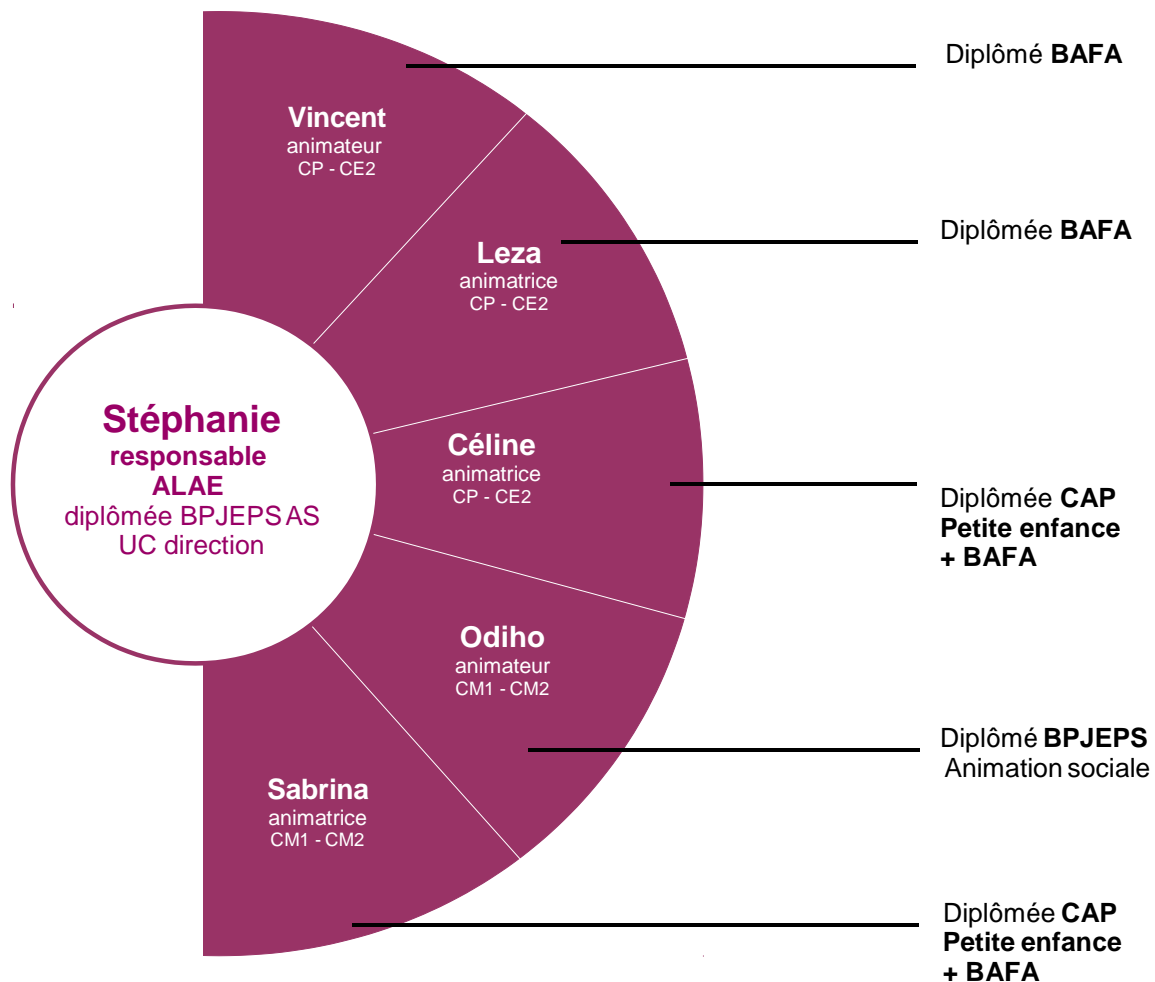 Diplômé BAFA
Vincent
animateur
CP - CE2
Diplômée BAFA
Leza
animatrice
CP - CE2
Stéphanie
responsable
ALAE
diplômée BPJEPS AS
UC direction
Céline
animatrice
CP - CE2
Diplômée CAP
Petite enfance
+ BAFA
Odiho
animateur
CM1 - CM2
Diplômé BPJEPS
Animation sociale
Sabrina
animatrice
CM1 - CM2
Diplômée CAP
Petite enfance
+ BAFA